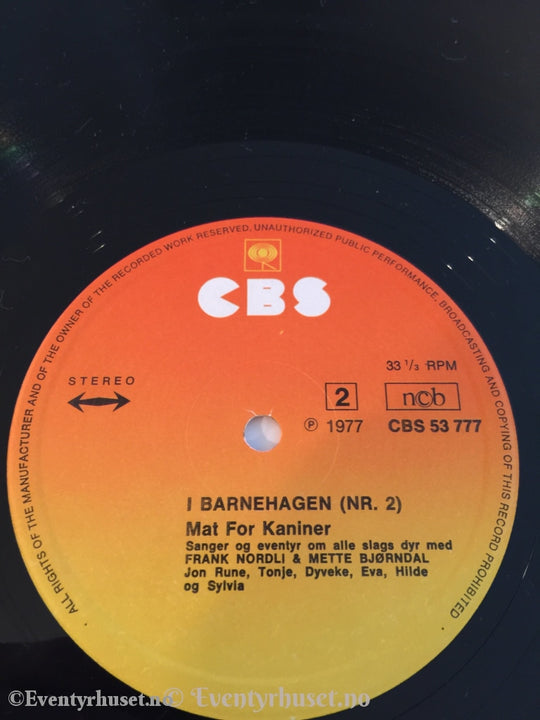 ALL RIGHTS OF THE MANUFACTURER AND OF THE OWNER OF THE RECORDED WORK RESERVED. UNAUTHORIZED PUBLIC PERFORMANCE, BROADCASTING AND COPYING OF THIS RECORD PROHIBITED
CBS
33 1/3 RPM
STEREO
2
ncb
℗ 1977
CBS 53 777
I BARNEHAGEN (NR. 2)
Mat For Kaniner
Sanger og eventyr om alle slags dyr med
FRANK NORDLI & METTE BJØRNDAL
Jon Rune, Tonje, Dyveke, Eva, Hilde
og Sylvia
©Eventyrhuset.no© Eventyrhuset.no